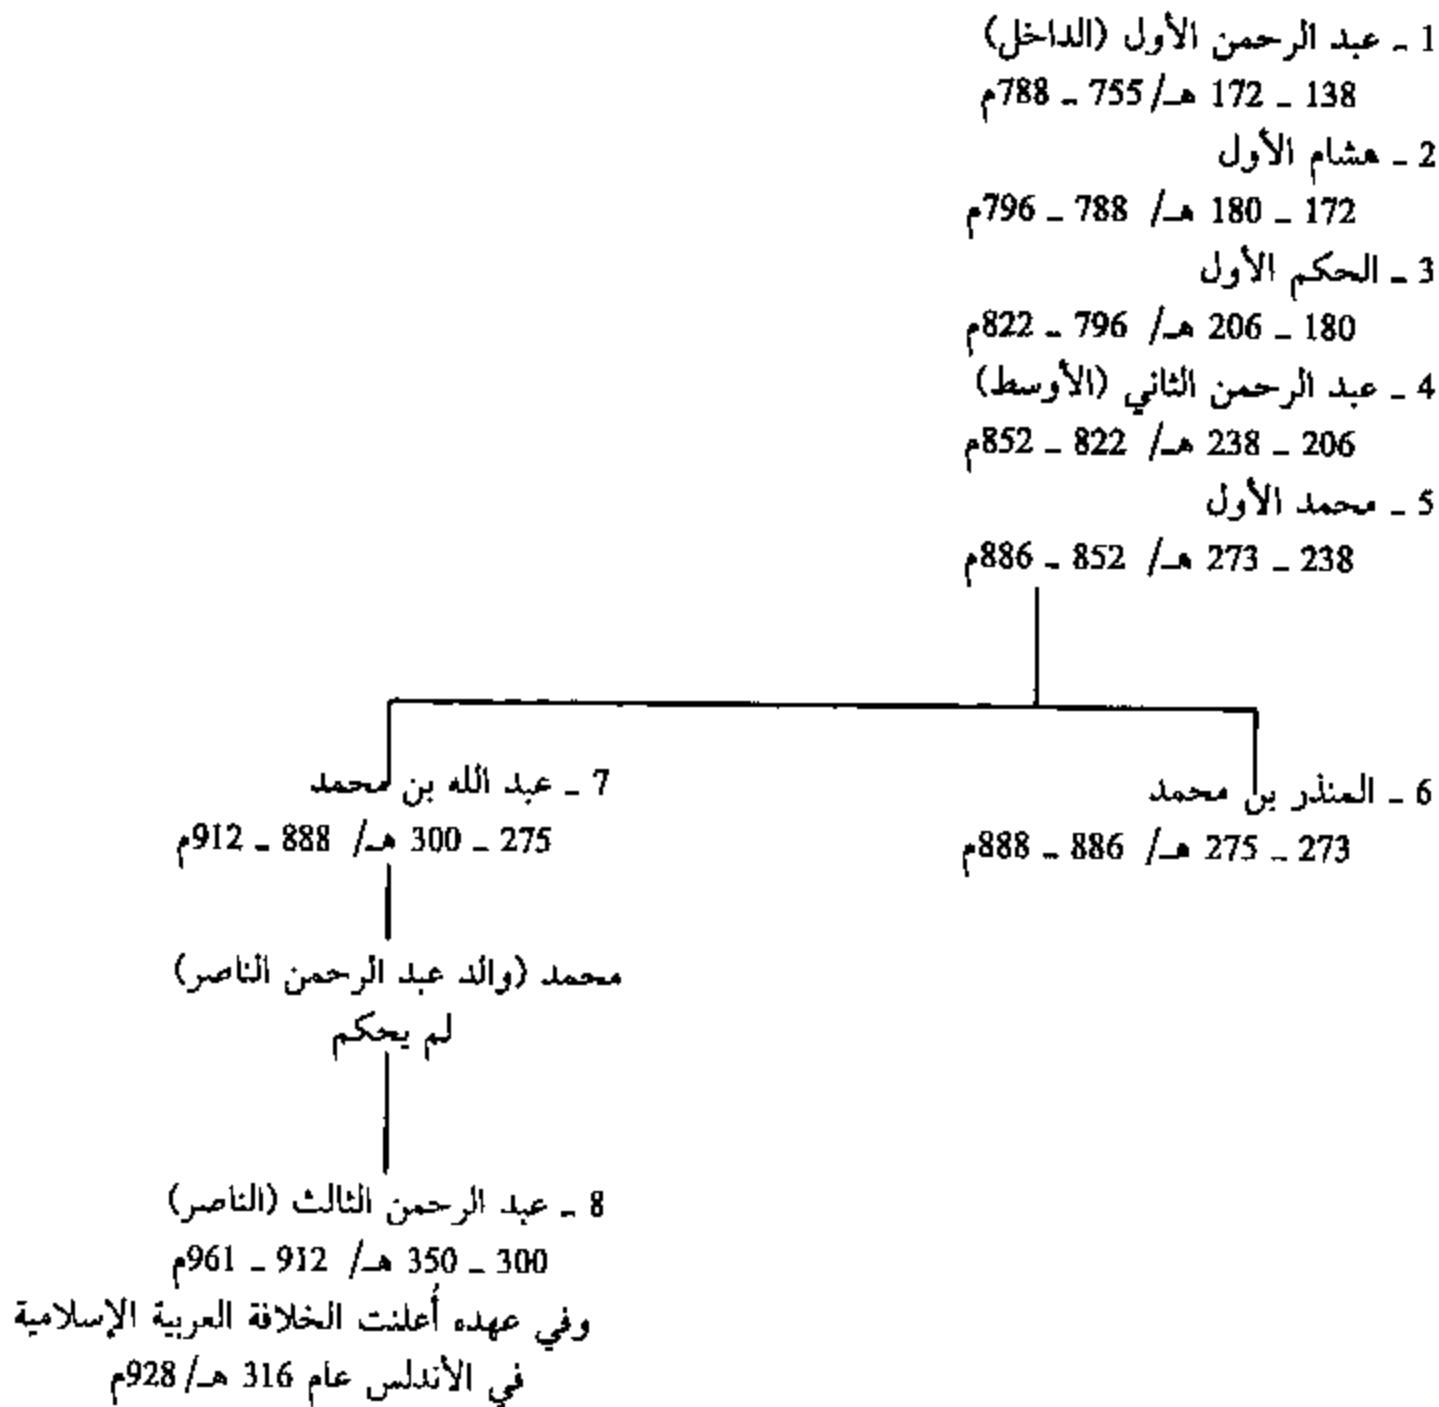 1 ـ عبد الرحمن الأول (الداخل)
138 ـ 172 هـ/ 755 ـ 788م
2 ـ هشام الأول
172 ـ 180 هـ/ 788 ـ 796م
3 ـ الحكم الأول
180 ـ 206 هـ/ 796 ـ 822م
4 ـ عبد الرحمن الثاني (الأوسط)
206 ـ 238 هـ/ 822 ـ 852م
5 ـ محمد الأول
238 ـ 273 هـ/ 852 ـ 886م
6 ـ المنذر بن محمد
273 ـ 275 هـ/ 886 ـ 888م
7 ـ عبد الله بن محمد
275 ـ 300 هـ/ 888 ـ 912م
محمد (والد عبد الرحمن الناصر)
لم يحكم
8 ـ عبد الرحمن الثالث (الناصر)
300 ـ 350 هـ/ 912 ـ 961م
وفي عهده أُعلنت الخلافة العربية الإسلامية
في الأندلس عام 316 هـ/ 928م